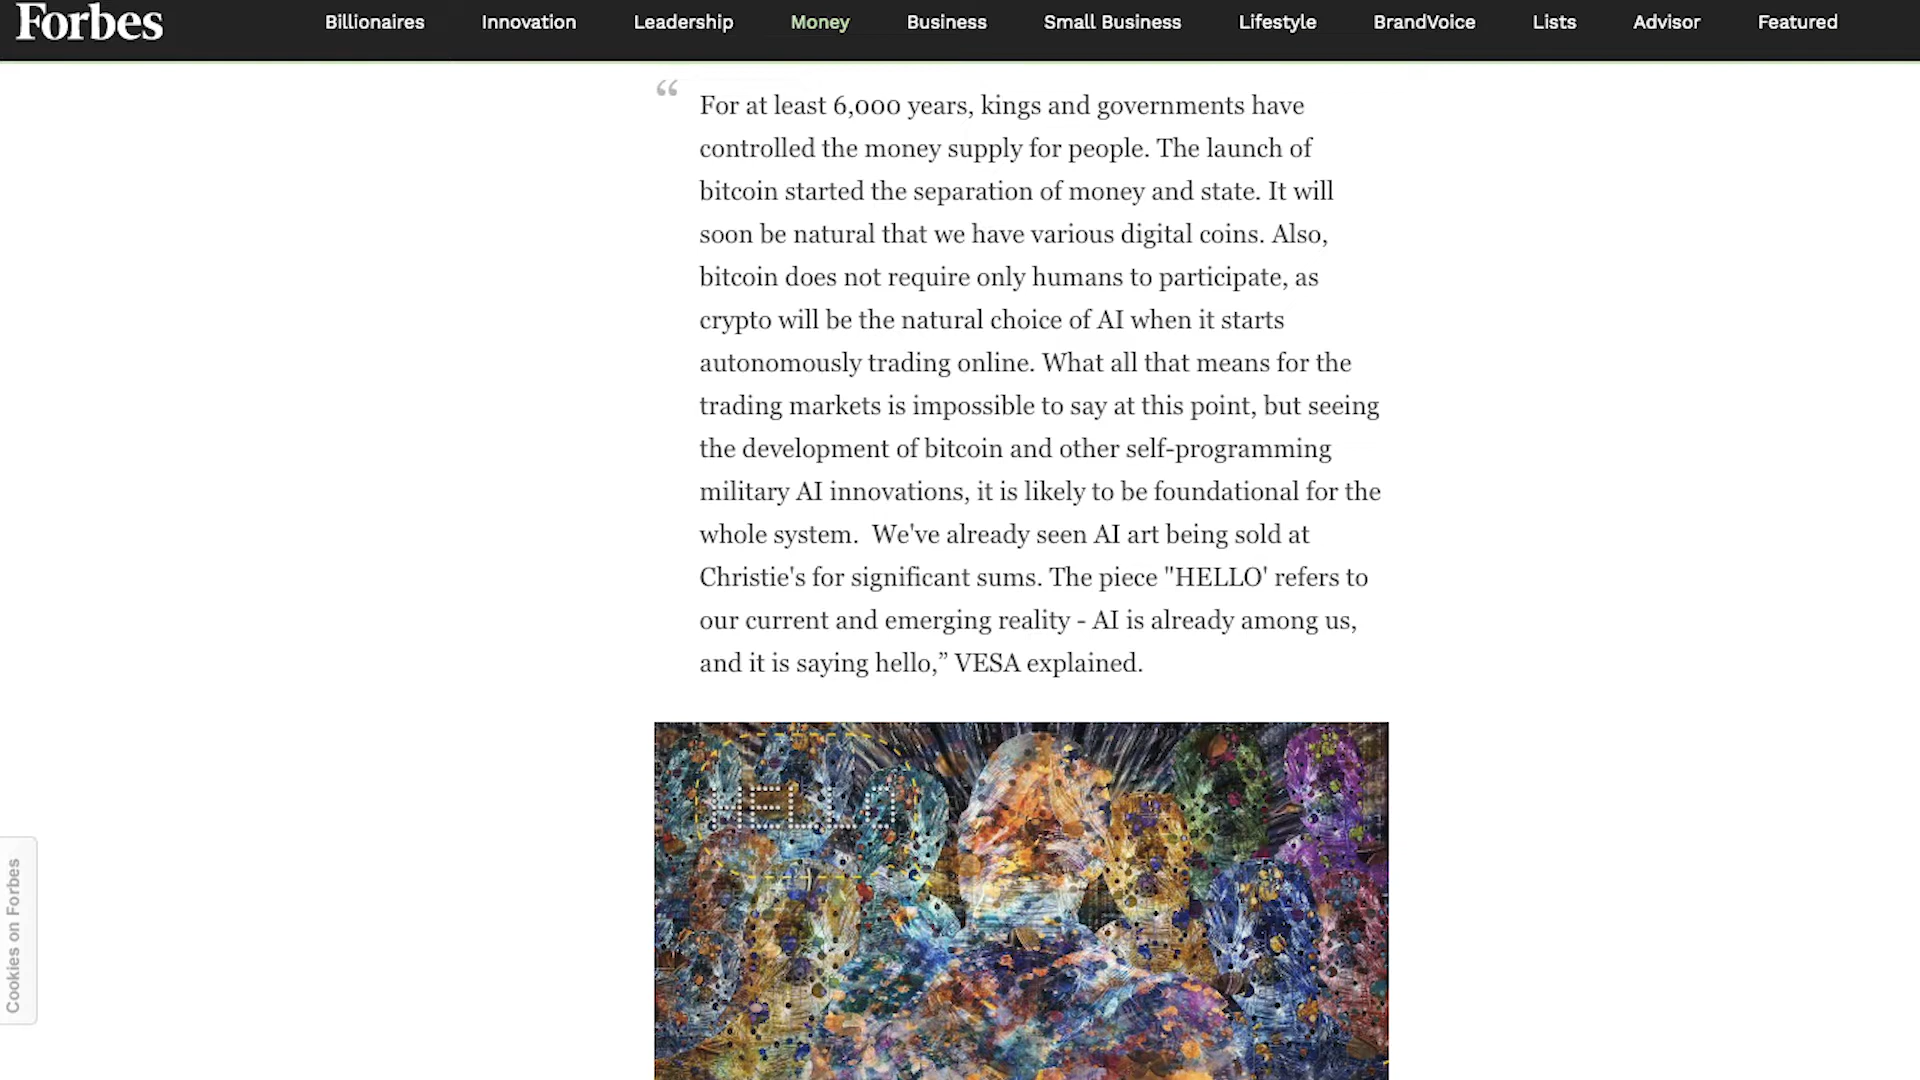 Forbes
Billionaires Innovation Leadership Money Business Small Business Lifestyle BrandVoice Lists Advisor Featured
“
For at least 6,000 years, kings and governments have
controlled the money supply for people. The launch of
bitcoin started the separation of money and state. It will
soon be natural that we have various digital coins. Also,
bitcoin does not require only humans to participate, as
crypto will be the natural choice of AI when it starts
autonomously trading online. What all that means for the
trading markets is impossible to say at this point, but seeing
the development of bitcoin and other self-programming
military AI innovations, it is likely to be foundational for the
whole system.  We've already seen AI art being sold at
Christie's for significant sums. The piece "HELLO' refers to
our current and emerging reality - AI is already among us,
and it is saying hello,” VESA explained.
HELLO
Cookies on Forbes